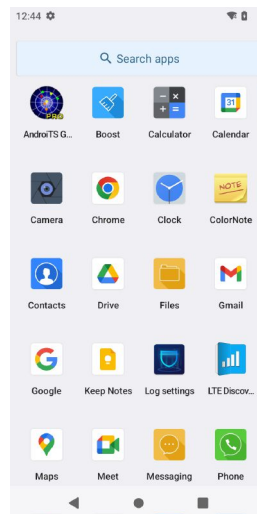 12:44
Search apps
PRO
31
AndroiTS G... Boost Calculator Calendar
NOTE
Camera Chrome Clock ColorNote
Contacts Drive Files Gmail
Google Keep Notes Log settings LTE Discov...
Maps Meet Messaging Phone